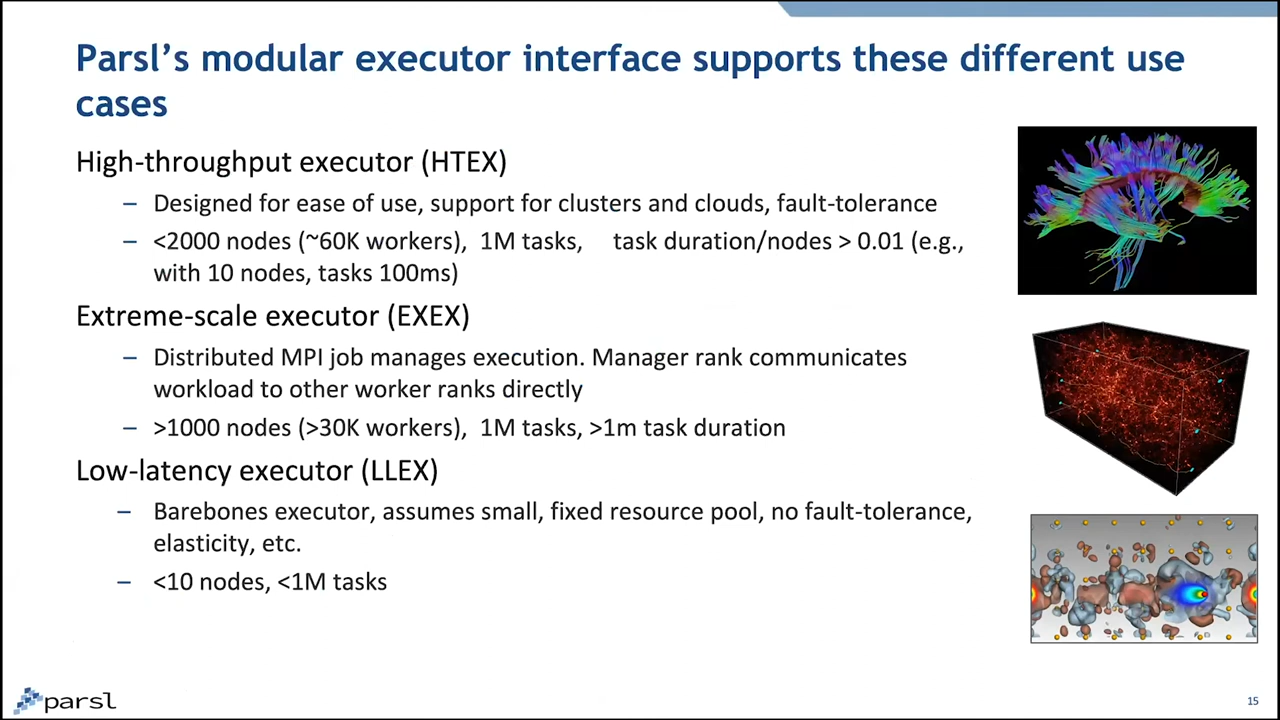 Parsl's modular executor interface supports these different use
cases
High-throughput executor (HTEX)
– Designed for ease of use, support for clusters and clouds, fault-tolerance
– <2000 nodes (~60K workers), 1M tasks, task duration/nodes > 0.01 (e.g.,
with 10 nodes, tasks 100ms)
Extreme-scale executor (EXEX)
– Distributed MPI job manages execution. Manager rank communicates
workload to other worker ranks directly
– >1000 nodes (>30K workers), 1M tasks, >1m task duration
Low-latency executor (LLEX)
– Barebones executor, assumes small, fixed resource pool, no fault-tolerance,
elasticity, etc.
– <10 nodes, <1M tasks
parsl
15